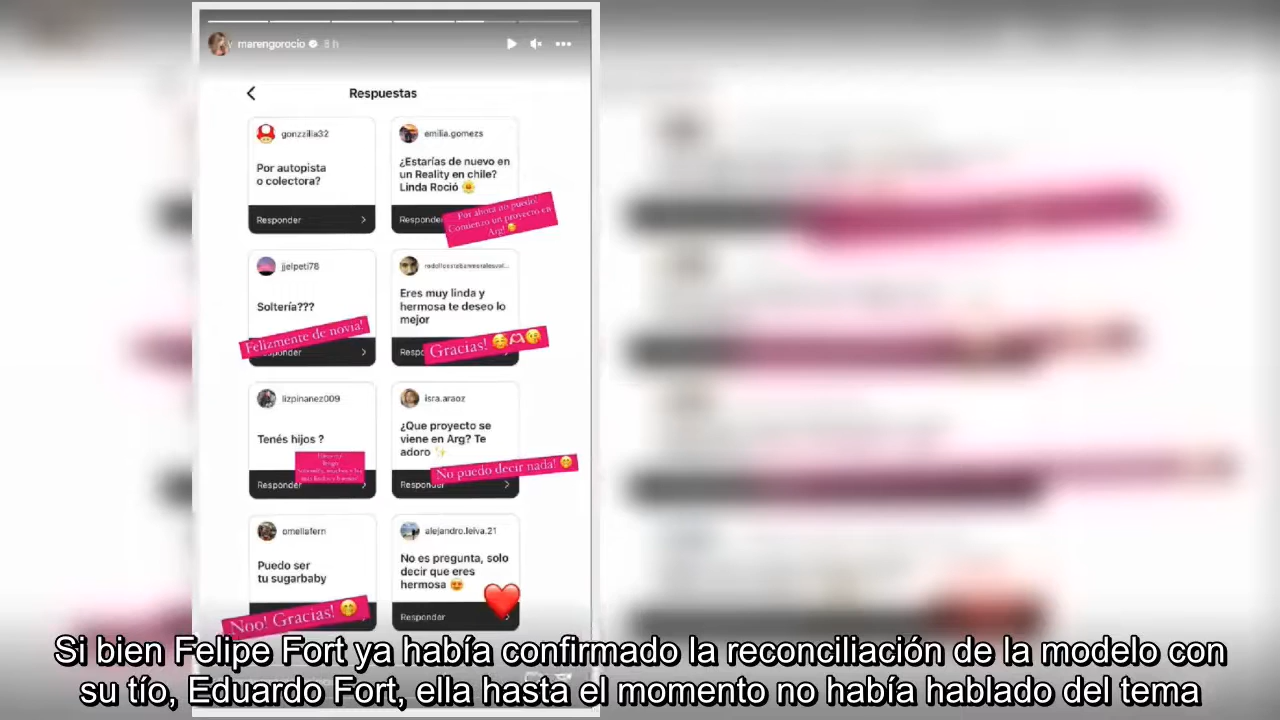 marengorocio 8 h
Respuestas
gonzzilla32
Por autopista
o colectora?
Responder
emilia.gomezs
¿Estarías de nuevo en
un Reality en chile?
Linda Roció 🌞
Responder
Por ahora no puedo!
Comienzo un proyecto en
Arg! 🥰
jjelpeti78
Soltería???
Felizmente de novia!
Responder
Eres muy linda y
hermosa te deseo lo
mejor
Gracias! 🥰🫶😘
lizpinanez009
Tenés hijos ?
Responder
isra.araoz
¿Que proyecto se
viene en Arg? Te
adoro ✨
No puedo decir nada! 🤭
Responder
ornellafern
Puedo ser
tu sugarbaby
Noo! Gracias! 🤭
alejandro.leiva.21
No es pregunta, solo
decir que eres
hermosa 😍
❤️
Responder
Si bien Felipe Fort ya había confirmado la reconciliación de la modelo con
su tío, Eduardo Fort, ella hasta el momento no había hablado del tema